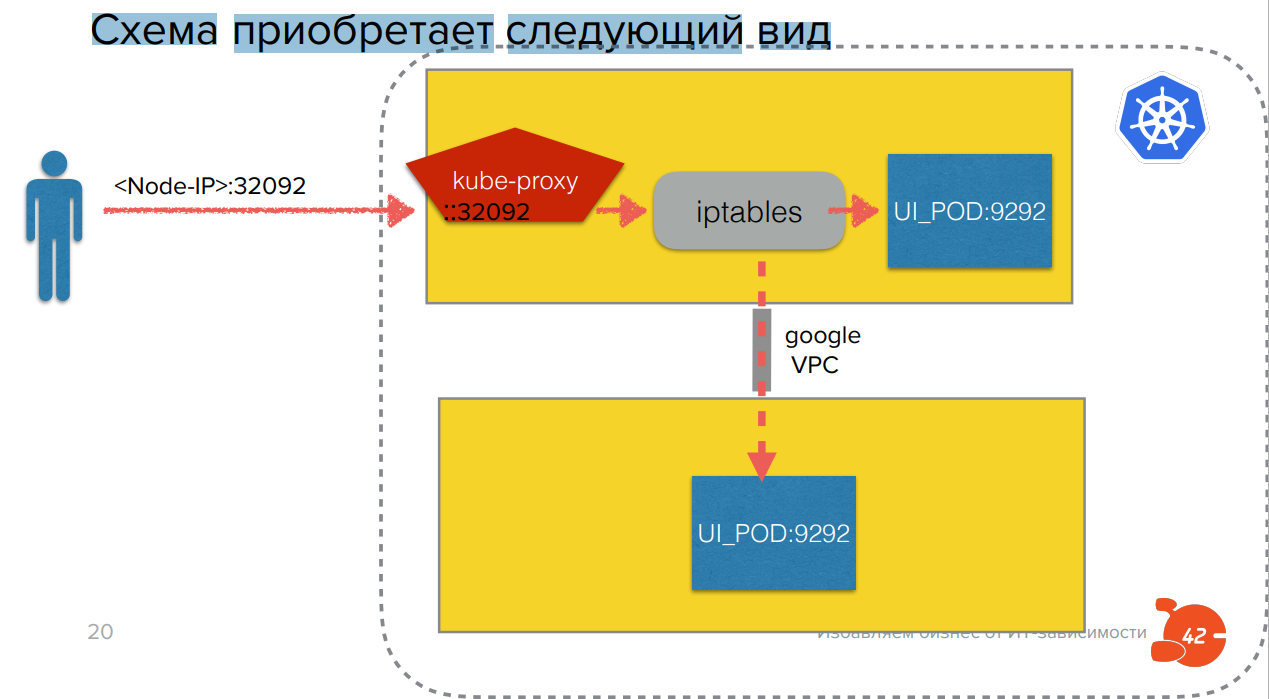 Схема приобретает следующий вид
<Node-IP>:32092
kube-proxy
::32092
iptables
UI_POD:9292
google
VPC
UI_POD:9292
20
Избавляем бизнес от ИТ-зависимости
42